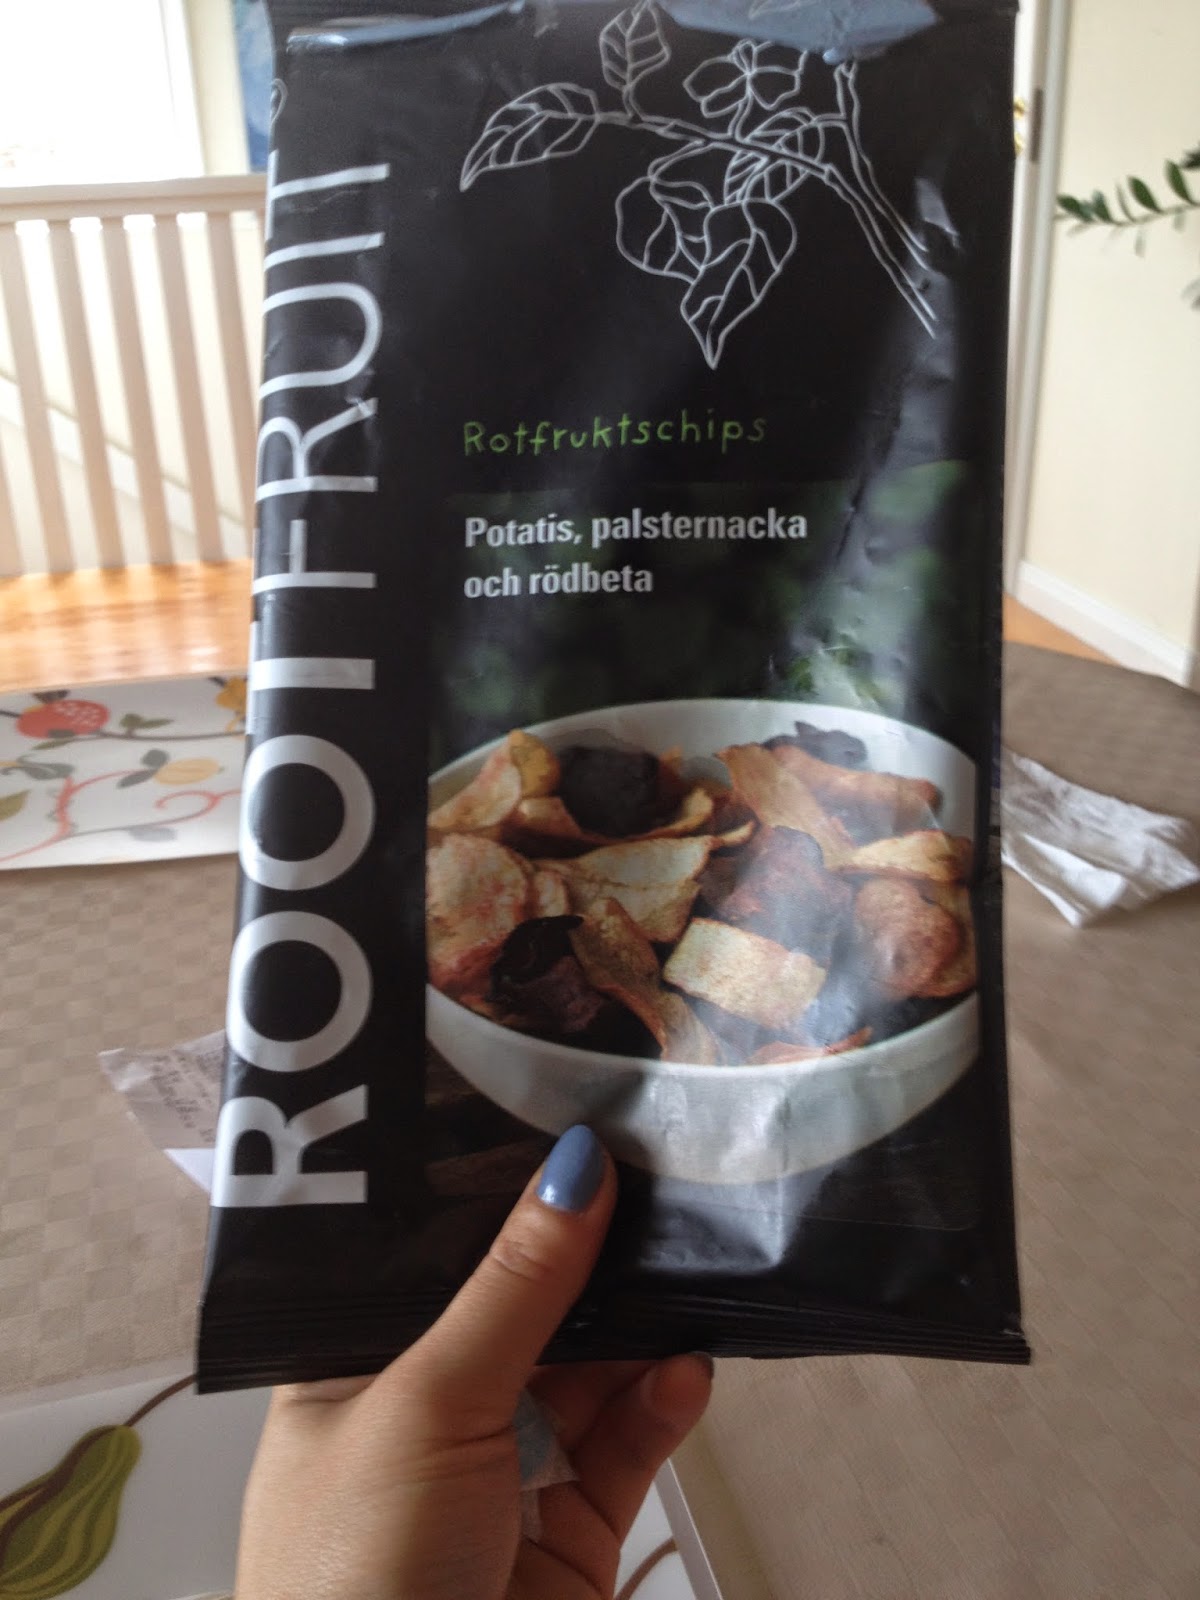 ROOTFRUIT
Rotfruktschips
Potatis, palsternacka
och rödbeta